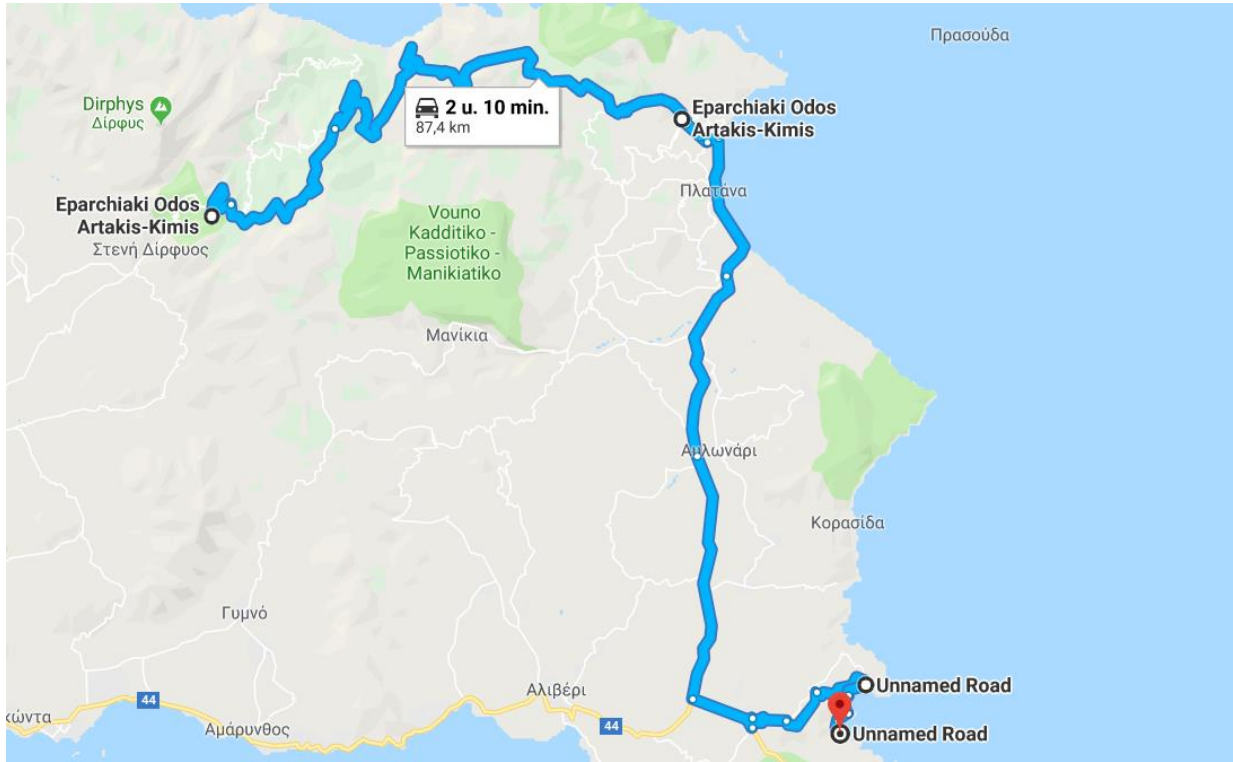 Πρασούδα
Dirphys
Δίρφυς
2 u. 10 min.
87,4 km
Eparchiaki Odos
Artakis-Kimis
Πλατάνα
Eparchiaki Odos
Artakis-Kimis
Στενή Δίρφυος
Vouno
Kadditiko -
Passiotiko -
Manikiatiko
Μανίκια
Αυλωνάρι
Κορασίδα
Γυμνό
Unnamed Road
Αλιβέρι
44
44
κώντα
Αμάρυνθος
Unnamed Road